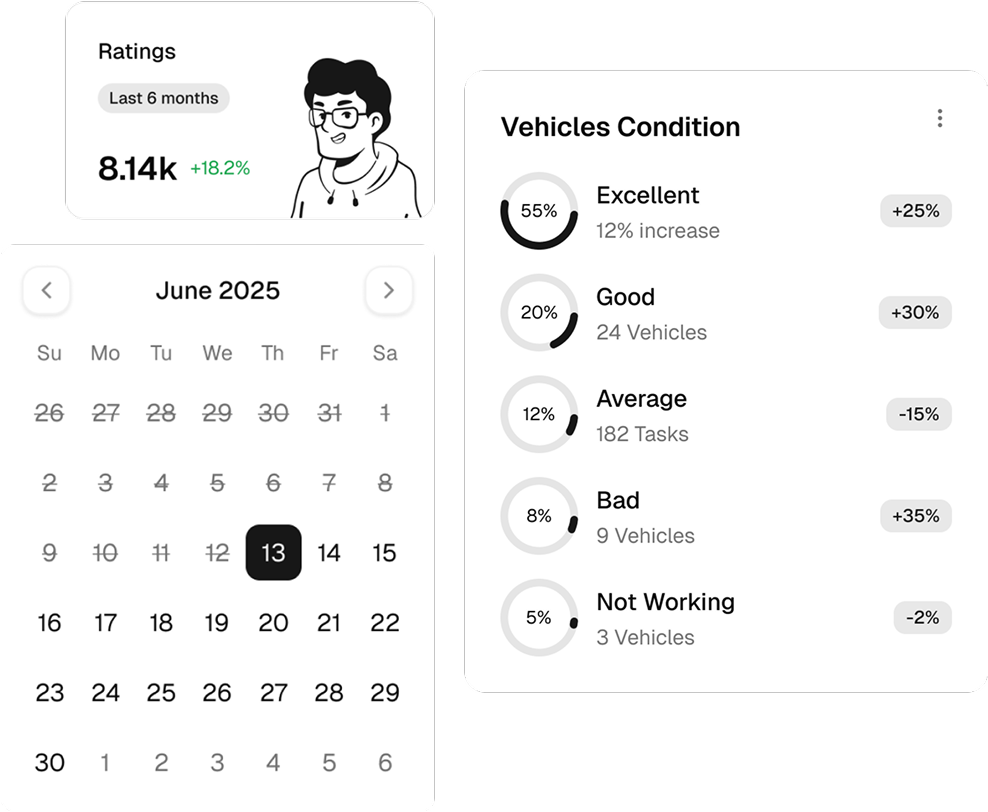 Ratings
Last 6 months
8.14k +18.2%
June 2025
Su Mo Tu We Th Fr Sa
26 27 28 29 30 31 1
2 3 4 5 6 7 8
9 10 11 12 13 14 15
16 17 18 19 20 21 22
23 24 25 26 27 28 29
30 1 2 3 4 5 6
Vehicles Condition
55% Excellent +25%
12% increase
20% Good +30%
24 Vehicles
12% Average -15%
182 Tasks
8% Bad +35%
9 Vehicles
5% Not Working -2%
3 Vehicles